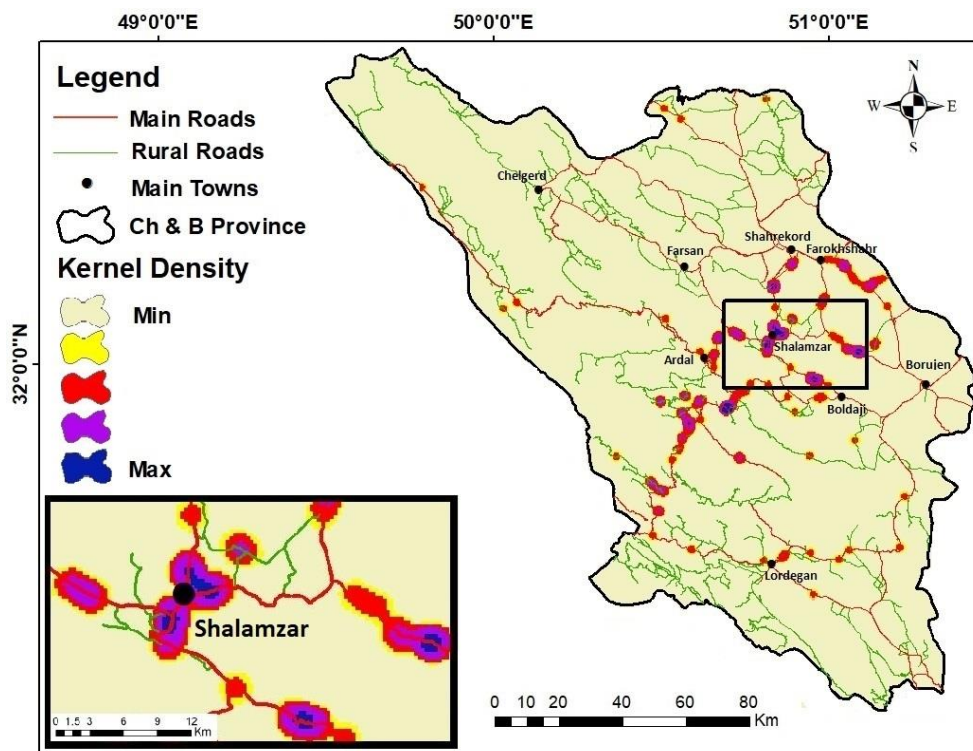 49°0'0"E
50°0'0"E
51°0'0"E
32°0'0"N
Legend
Main Roads
Rural Roads
Main Towns
Ch & B Province
Kernel Density
Min
Max
N
W
E
S
Chelgerd
Farsan
Shahrekord
Farokhshahr
Shalamzar
Ardal
Borujen
Boldaji
Lordegan
Shalamzar
0 1.5 3 6 9 12
Km
0 10 20 40 60 80
Km